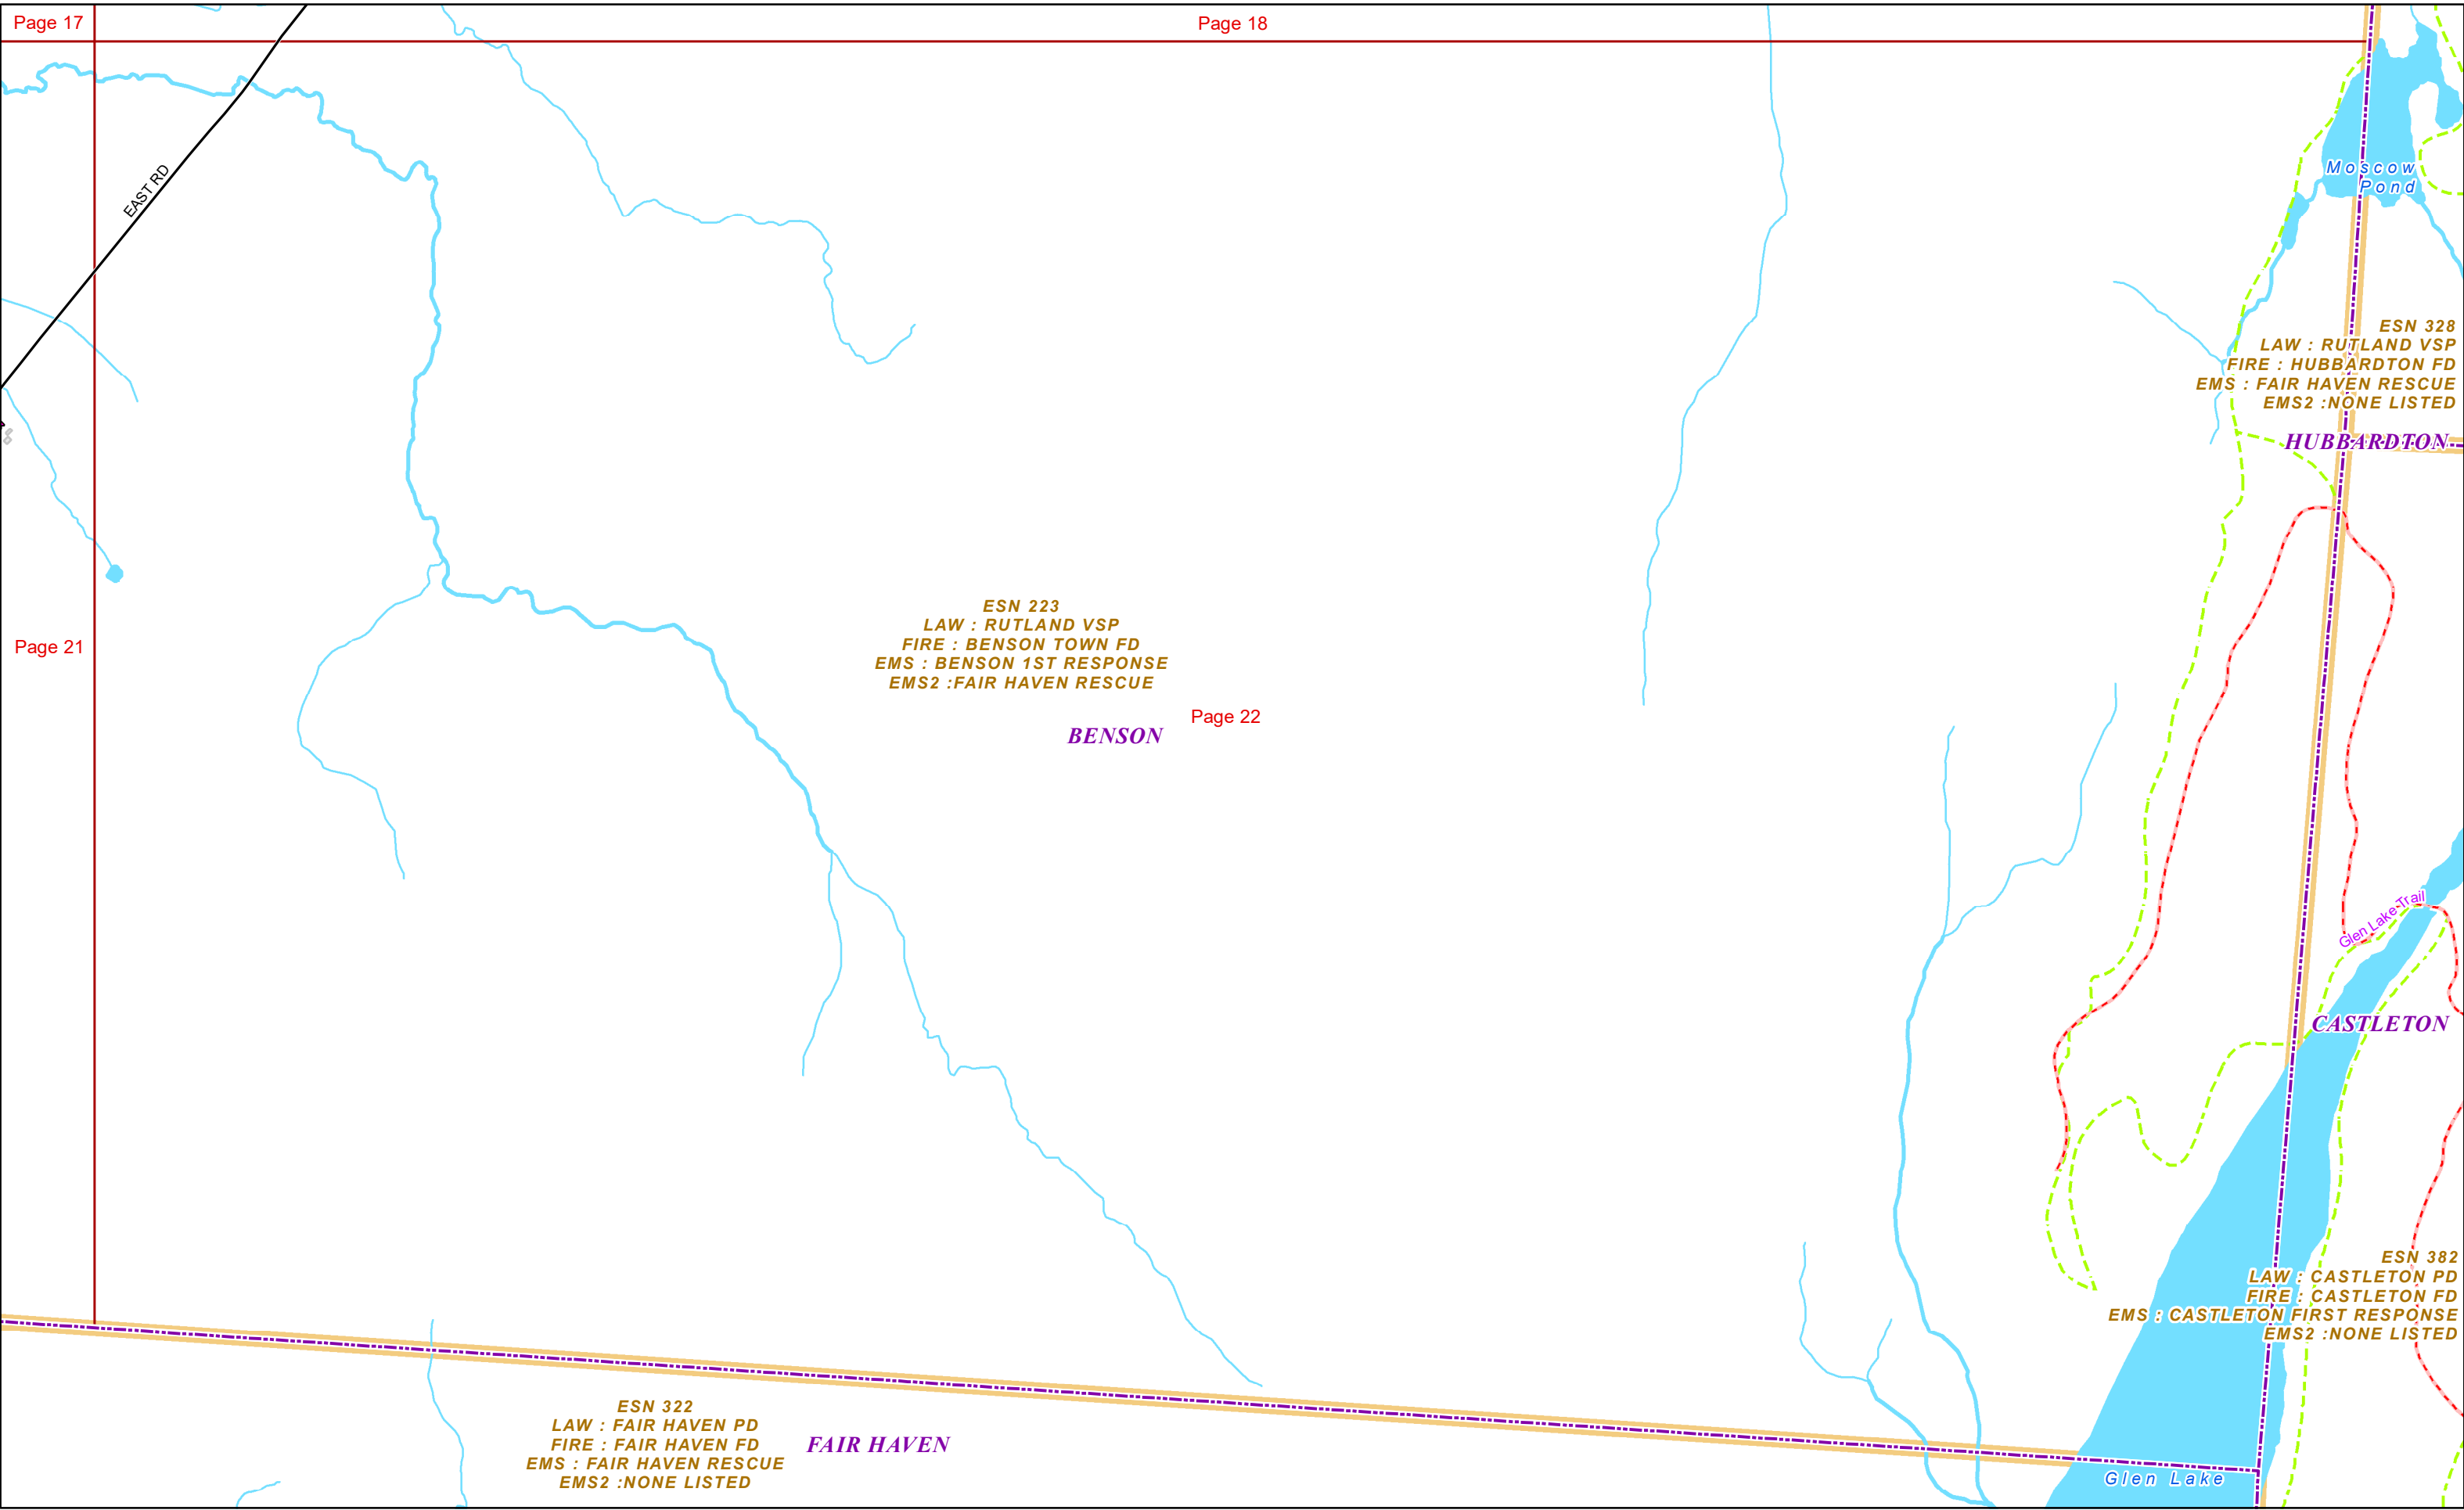 Page 17
Page 18
EAST RD
Moscow
Pond
ESN 328
LAW : RUTLAND VSP
FIRE : HUBBARDTON FD
EMS : FAIR HAVEN RESCUE
EMS2 :NONE LISTED
HUBBARDTON
ESN 223
LAW : RUTLAND VSP
FIRE : BENSON TOWN FD
EMS : BENSON 1ST RESPONSE
EMS2 :FAIR HAVEN RESCUE
Page 21
Page 22
BENSON
Glen Lake Trail
CASTLETON
ESN 382
LAW : CASTLETON PD
FIRE : CASTLETON FD
EMS : CASTLETON FIRST RESPONSE
EMS2 :NONE LISTED
ESN 322
LAW : FAIR HAVEN PD
FIRE : FAIR HAVEN FD
EMS : FAIR HAVEN RESCUE
EMS2 :NONE LISTED
FAIR HAVEN
Glen Lake